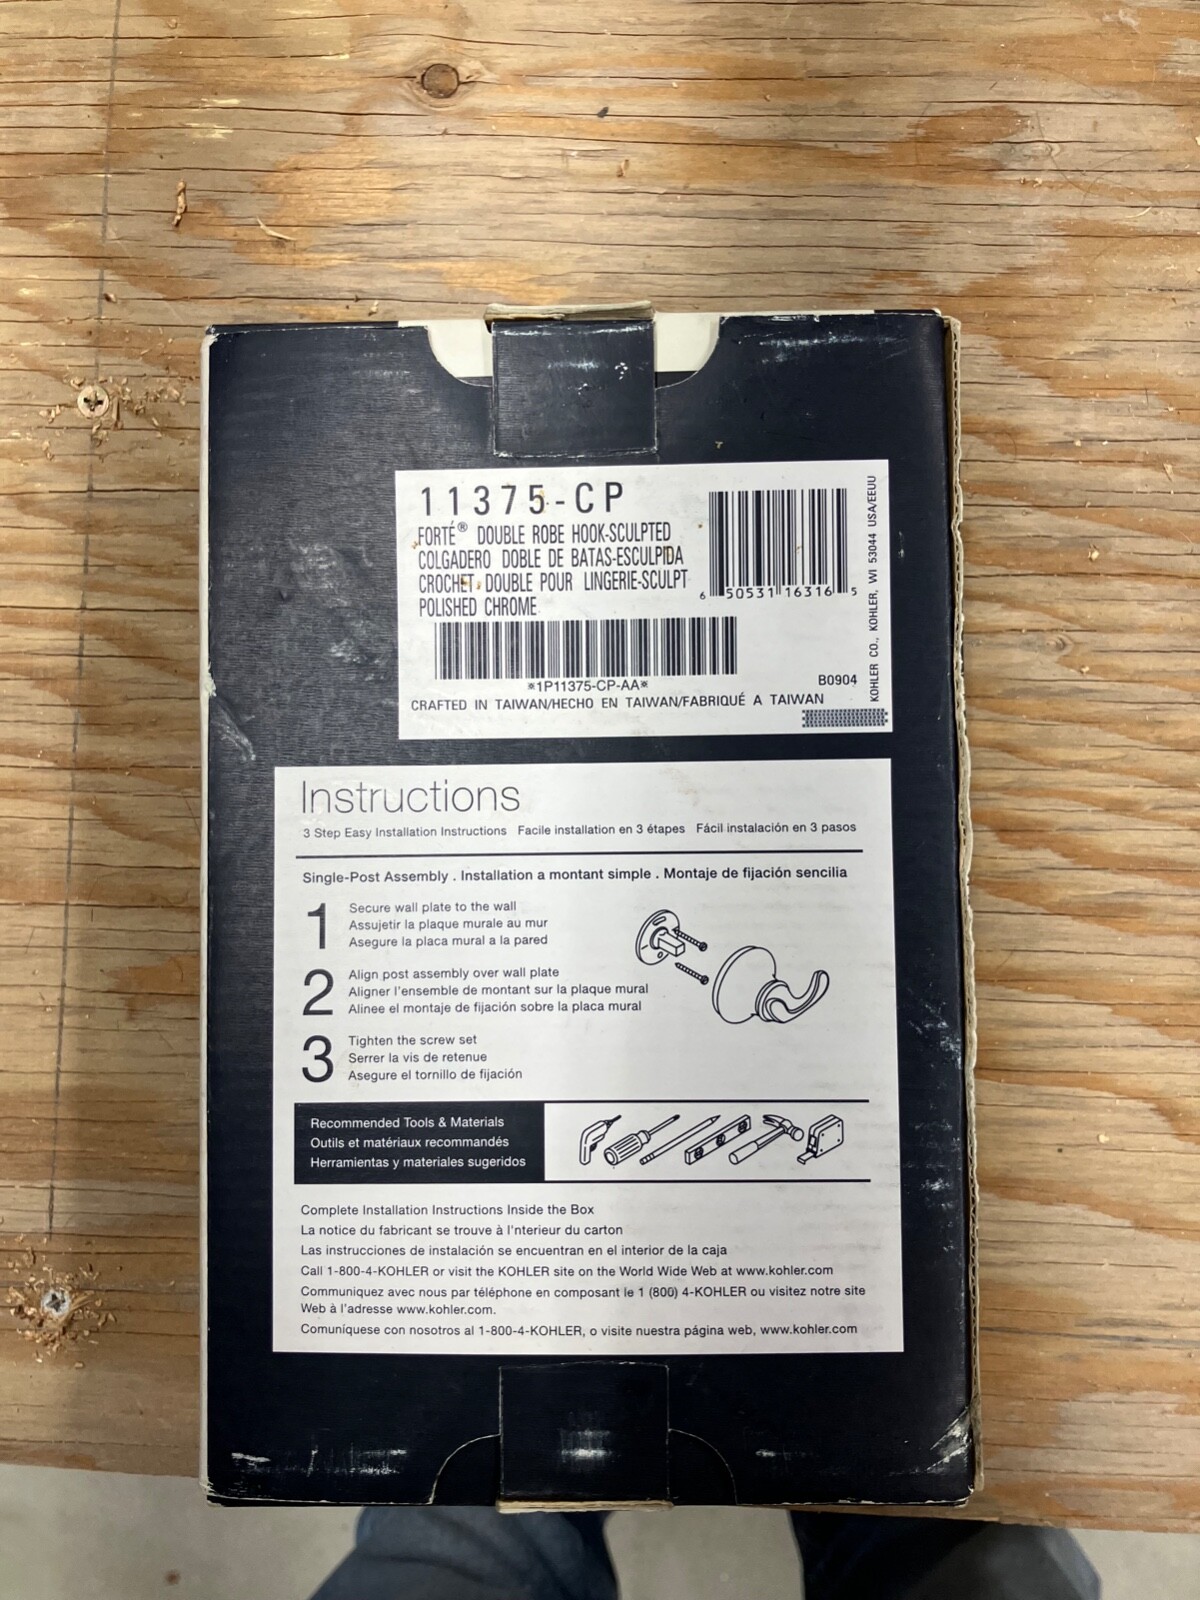 11375-CP
FORTÉ® DOUBLE ROBE HOOK-SCULPTED
COLGADERO DOBLE DE BATAS-ESCULPIDA
CROCHET DOUBLE POUR LINGERIE-SCULPT
POLISHED CHROME
6 50531 16316 5
*1P11375-CP-AA*
B0904
CRAFTED IN TAIWAN/HECHO EN TAIWAN/FABRIQUÉ A TAIWAN
KOHLER CO., KOHLER, WI 53044 USA/EEUU
Instructions
3 Step Easy Installation Instructions Facile installation en 3 étapes Fácil instalación en 3 pasos
Single-Post Assembly . Installation a montant simple . Montaje de fijación sencilia
1
Secure wall plate to the wall
Assujetir la plaque murale au mur
Asegure la placa mural a la pared
2
Align post assembly over wall plate
Aligner l'ensemble de montant sur la plaque mural
Alinee el montaje de fijación sobre la placa mural
3
Tighten the screw set
Serrer la vis de retenue
Asegure el tornillo de fijación
Recommended Tools & Materials
Outils et matériaux recommandés
Herramientas y materiales sugeridos
Complete Installation Instructions Inside the Box
La notice du fabricant se trouve à l'interieur du carton
Las instrucciones de instalación se encuentran en el interior de la caja
Call 1-800-4-KOHLER or visit the KOHLER site on the World Wide Web at www.kohler.com
Communiquez avec nous par téléphone en composant le 1 (800) 4-KOHLER ou visitez notre site
Web à l'adresse www.kohler.com.
Comuníquese con nosotros al 1-800-4-KOHLER, o visite nuestra página web, www.kohler.com